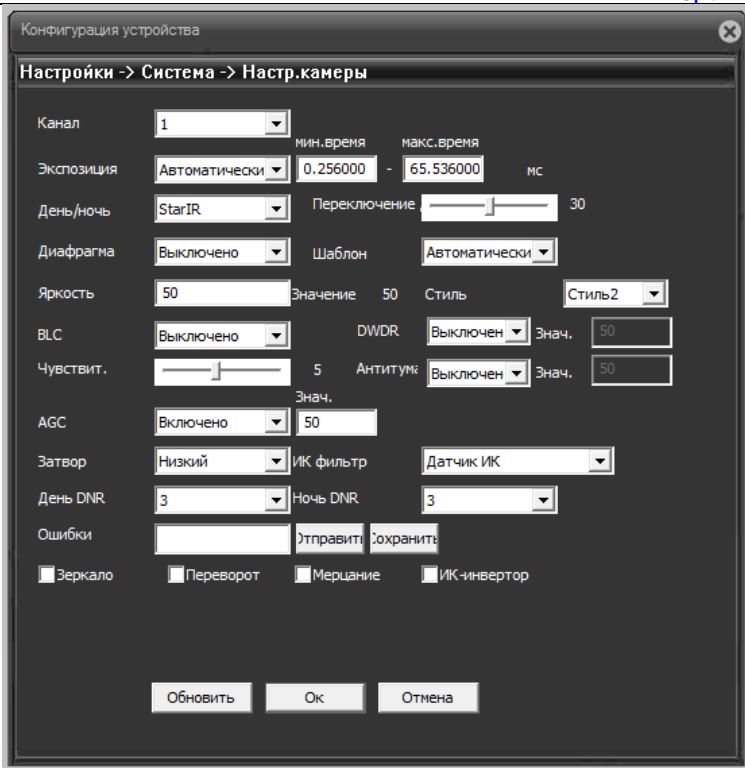 Конфигурация устройства
Настройки -> Система -> Настр.камеры
Канал 1
мин.время макс.время
Экспозиция Автоматически 0.256000 - 65.536000 мс
День/ночь StarIR Переключение 30
Диафрагма Выключено Шаблон Автоматически
Яркость 50 Значение 50 Стиль Стиль2
BLC Выключено DWDR Выключен Знач. 50
Чувствит. 5 Антитума Выключен Знач. 50
Знач.
AGC Включено 50
Затвор Низкий ИК фильтр Датчик ИК
День DNR 3 Ночь DNR 3
Ошибки Отправить Сохранить
Зеркало Переворот Мерцание ИК-инвертор
Обновить Ок Отмена